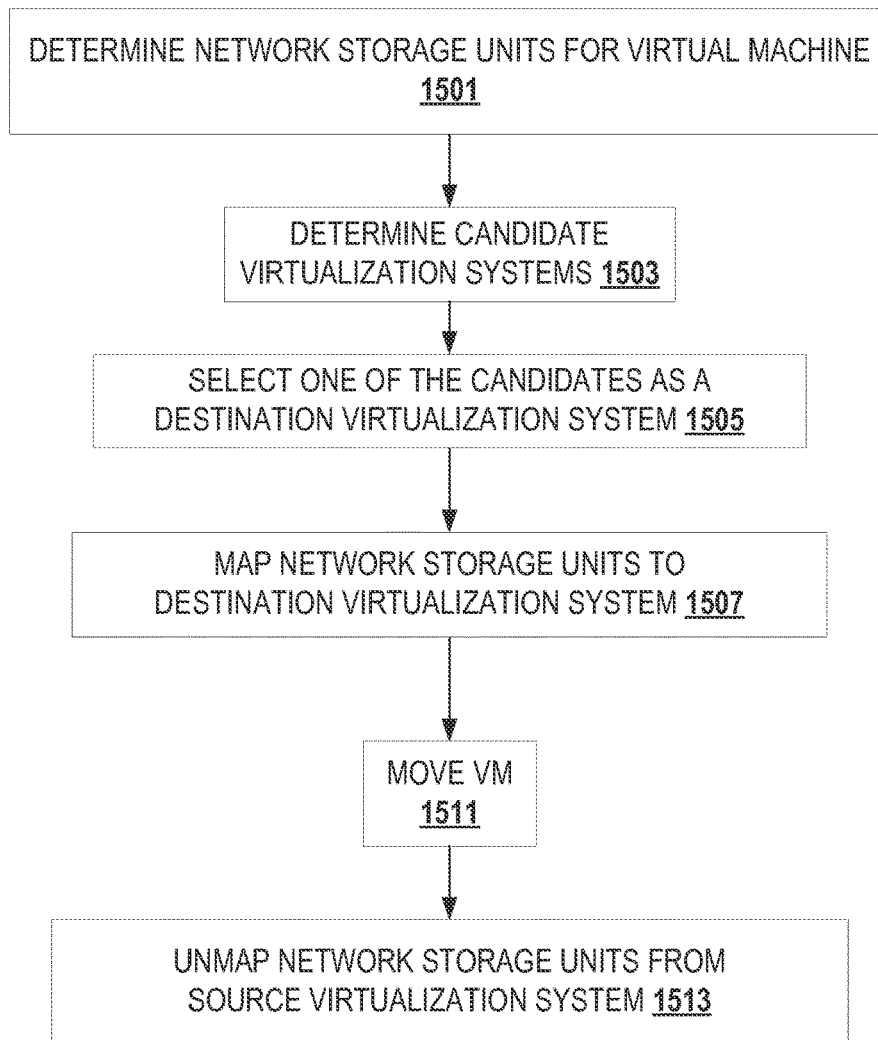 DETERMINE NETWORK STORAGE UNITS FOR VIRTUAL MACHINE
1501
DETERMINE CANDIDATE
VIRTUALIZATION SYSTEMS 1503
SELECT ONE OF THE CANDIDATES AS A
DESTINATION VIRTUALIZATION SYSTEM 1505
MAP NETWORK STORAGE UNITS TO
DESTINATION VIRTUALIZATION SYSTEM 1507
MOVE VM
1511
UNMAP NETWORK STORAGE UNITS FROM
SOURCE VIRTUALIZATION SYSTEM 1513